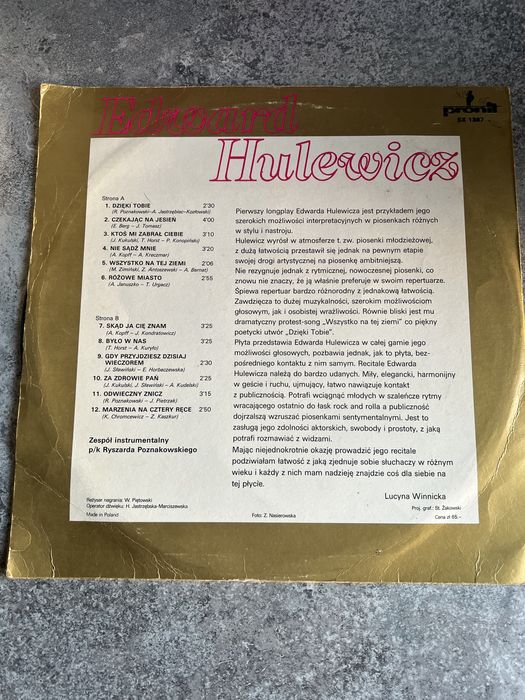 Edward
Hulewicz
pronit
SX 1387
Strona A
1. DZIĘKI TOBIE 2'30
(R. Poznakowski–A. Jastrzębiec-Kozłowski)
2. CZEKAJĄC NA JESIEŃ 4'00
(E. Berg – J. Tomasz)
3. KTOŚ MI ZABRAŁ CIEBIE 3'10
(J. Kukulski, T. Horst – P. Konopiński)
4. NIE SĄDŹ MNIE 3'20
(A. Kopff – A. Kreczmar)
5. WSZYSTKO NA TEJ ZIEMI 2'06
(M. Zimiński, Z. Antoszewski – A. Bernat)
6. RÓŻOWE MIASTO 2'55
(A. Januszko – T. Urgacz)
Strona B
7. SKĄD JA CIĘ ZNAM 3'25
(A. Kopff – J. Kondratowicz)
8. BYŁO W NAS 3'25
(T. Horst – A. Kuryło)
9. GDY PRZYJDZIESZ DZISIAJ
WIECZOREM 2'30
(J. Sławiński – E. Horbaczewska)
10. ZA ZDROWIE PAŃ 2'25
(J. Kukulski, J. Sławiński – A. Kudelski)
11. ODWIECZNY ZNICZ 3'15
(R. Poznakowski – J. Pietrzak)
12. MARZENIA NA CZTERY RĘCE 2'50
(K. Chromcewicz – Z. Kaszkur)
Zespół instrumentalny
p/k Ryszarda Poznakowskiego
Pierwszy longplay Edwarda Hulewicza jest przykładem jego
szerokich możliwości interpretacyjnych w piosenkach różnych
w stylu i nastroju.
Hulewicz wyrósł w atmosferze t. zw. piosenki młodzieżowej,
z dużą łatwością przestawił się jednak na pewnym etapie
swojej drogi artystycznej na piosenkę ambitniejszą.
Nie rezygnuje jednak z rytmicznej, nowoczesnej piosenki, co
znowu nie znaczy, że ją właśnie preferuje w swoim repertuarze.
Śpiewa repertuar bardzo różnorodny z jednakową łatwością.
Zawdzięcza to dużej muzykalności, szerokim możliwościom
głosowym, jak i osobistej wrażliwości. Równie bliski jest mu
dramatyczny protest-song „Wszystko na tej ziemi” co piękny
poetycki utwór „Dzięki Tobie”.
Płyta przedstawia Edwarda Hulewicza w całej gamie jego
możliwości głosowych, pozbawia jednak, jak to płyta, bez-
pośredniego kontaktu z nim samym. Recitale Edwarda
Hulewicza należą do bardzo udanych. Miły, elegancki, harmonijny
w geście i ruchu, ujmujący, łatwo nawiązuje kontakt
z publicznością. Potrafi wciągnąć młodych w szaleńcze rytmy
wracającego ostatnio do łask rock and rolla a publiczność
dojrzalszą wzruszać piosenkami sentymentalnymi. Jest to
zasługą jego zdolności aktorskich, swobody i prostoty, z jaką
potrafi rozmawiać z widzami.
Mając niejednokrotnie okazję prowadzić jego recitale
podziwiałam łatwość z jaką zjednuje sobie słuchaczy w różnym
wieku i każdy z nich mam nadzieję znajdzie coś dla siebie na
tej płycie.
Lucyna Winnicka
Reżyser nagrania: W. Piętowski
Operator dźwięku: H. Jastrzębska-Marciszewska
Made in Poland
Foto: Z. Nasierowska
Proj. graf.: St. Żakowski
Cena zł 65.–